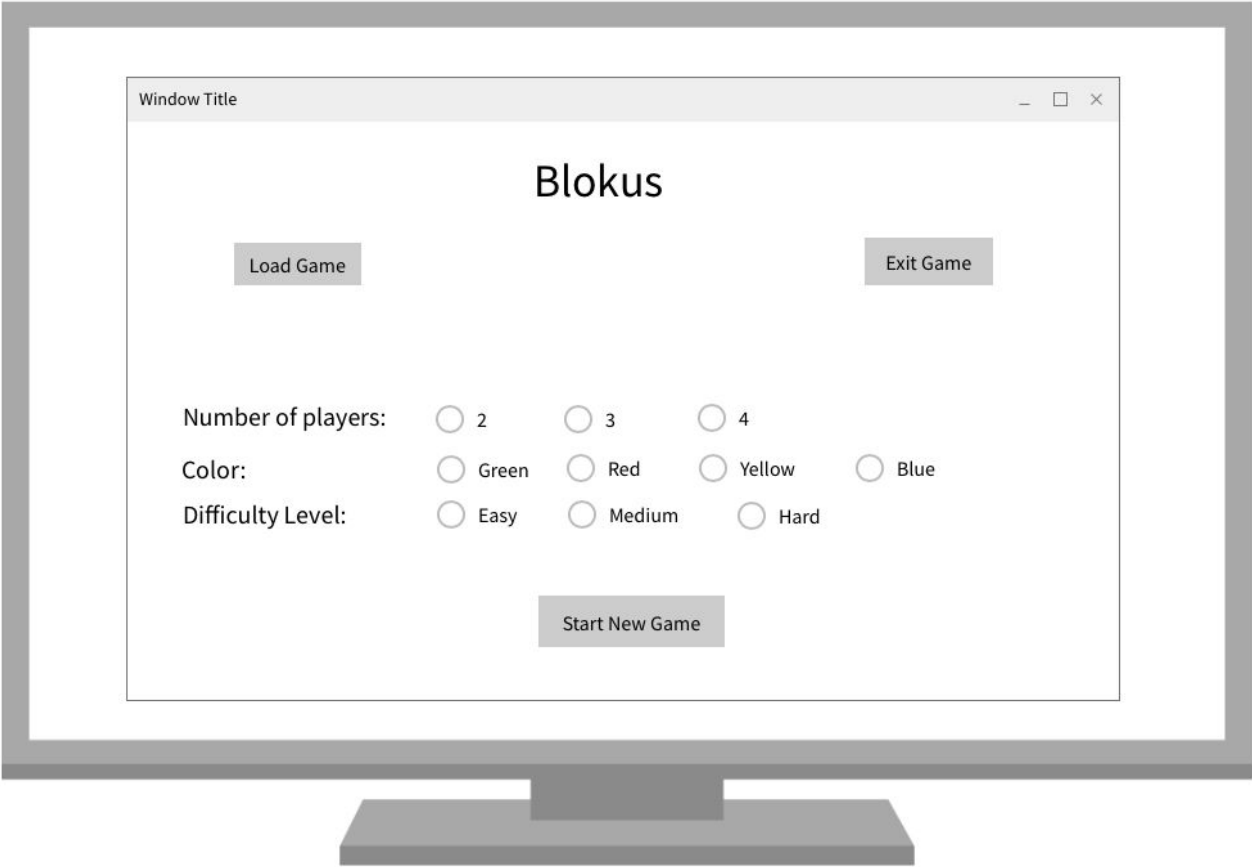 Window Title
Blokus
Load Game Exit Game
Number of players: 2 3 4
Color: Green Red Yellow Blue
Difficulty Level: Easy Medium Hard
Start New Game